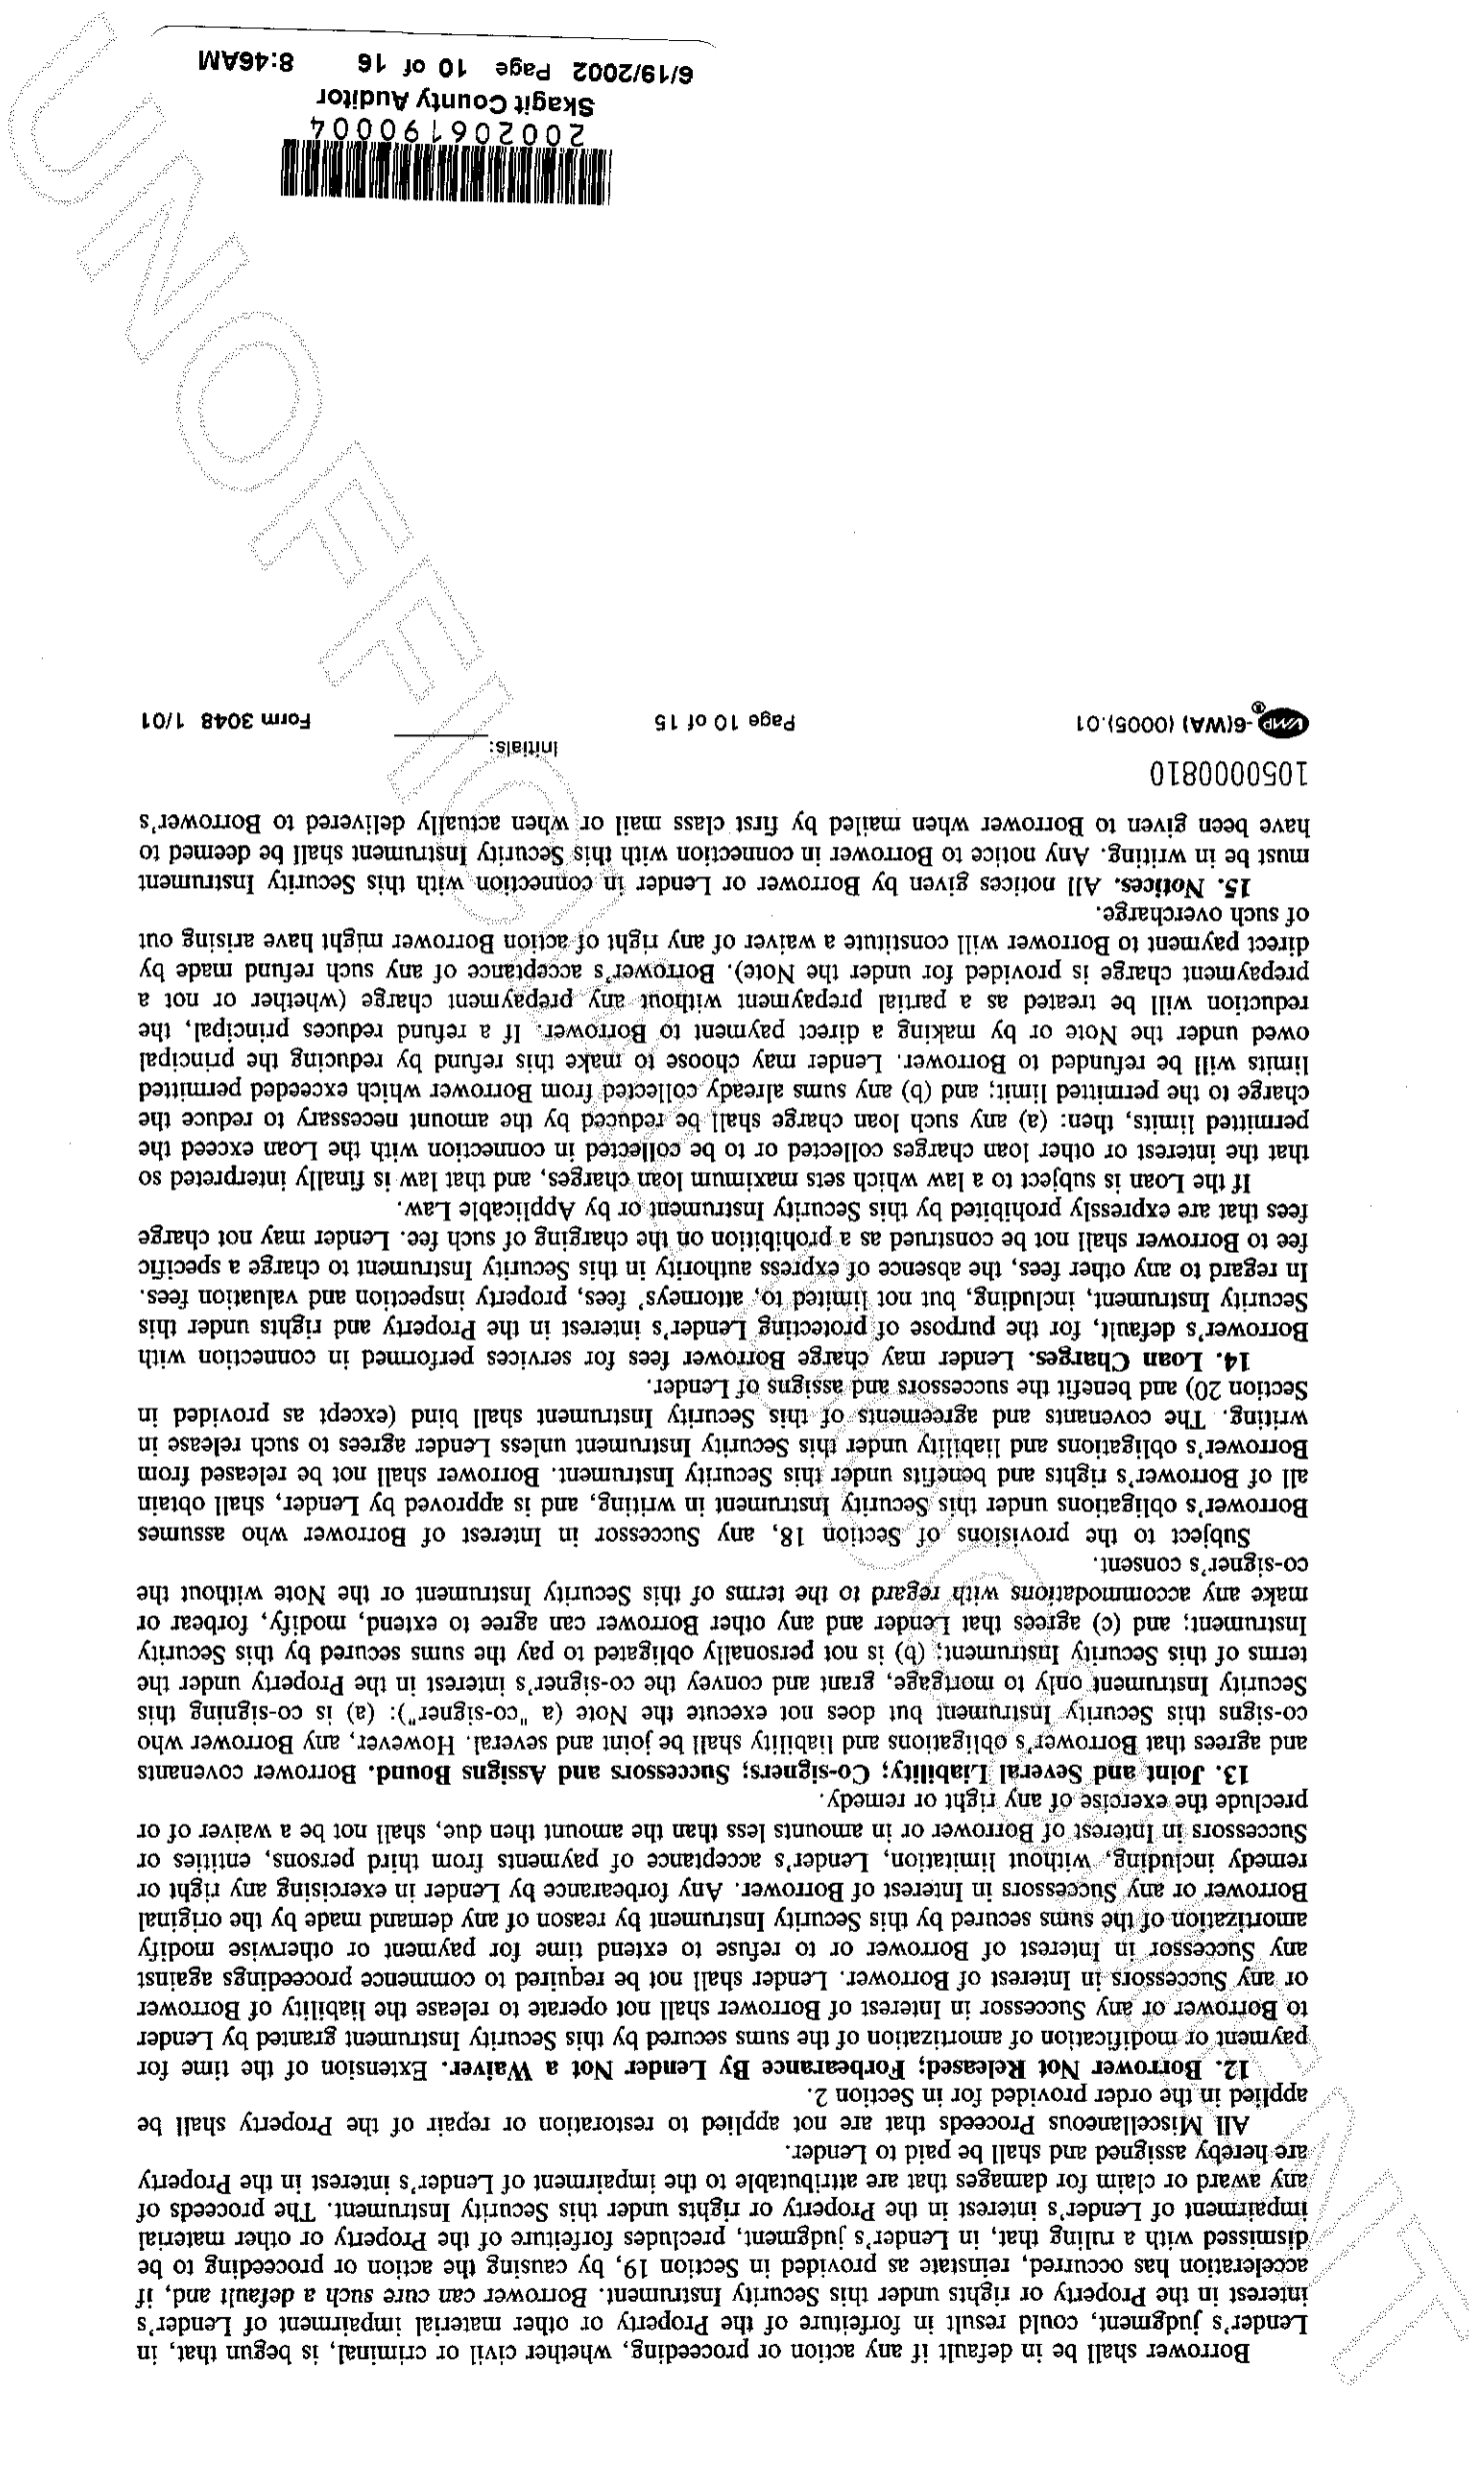 Borrower shall be in default if any action or proceeding, whether civil or criminal, is begun that, in
Lender's judgment, could result in forfeiture of the Property or other material impairment of Lender's
interest in the Property or rights under this Security Instrument. Borrower can cure such a default and, if
acceleration has occurred, reinstate as provided in Section 19, by causing the action or proceeding to be
dismissed with a ruling that, in Lender's judgment, precludes forfeiture of the Property or other material
impairment of Lender's interest in the Property or rights under this Security Instrument. The proceeds of
any award or claim for damages that are attributable to the impairment of Lender's interest in the Property
are hereby assigned and shall be paid to Lender.
All Miscellaneous Proceeds that are not applied to restoration or repair of the Property shall be
applied in the order provided for in Section 2.
12. Borrower Not Released; Forbearance By Lender Not a Waiver. Extension of the time for
payment or modification of amortization of the sums secured by this Security Instrument granted by Lender
to Borrower or any Successor in Interest of Borrower shall not operate to release the liability of Borrower
or any Successors in Interest of Borrower. Lender shall not be required to commence proceedings against
any Successor in Interest of Borrower or to refuse to extend time for payment or otherwise modify
amortization of the sums secured by this Security Instrument by reason of any demand made by the original
Borrower or any Successors in Interest of Borrower. Any forbearance by Lender in exercising any right or
remedy including, without limitation, Lender's acceptance of payments from third persons, entities or
Successors in Interest of Borrower or in amounts less than the amount then due, shall not be a waiver of or
preclude the exercise of any right or remedy.
13. Joint and Several Liability; Co-signers; Successors and Assigns Bound. Borrower covenants
and agrees that Borrower's obligations and liability shall be joint and several. However, any Borrower who
co-signs this Security Instrument but does not execute the Note (a "co-signer"): (a) is co-signing this
Security Instrument only to mortgage, grant and convey the co-signer's interest in the Property under the
terms of this Security Instrument; (b) is not personally obligated to pay the sums secured by this Security
Instrument; and (c) agrees that Lender and any other Borrower can agree to extend, modify, forbear or
make any accommodations with regard to the terms of this Security Instrument or the Note without the
co-signer's consent.
Subject to the provisions of Section 18, any Successor in Interest of Borrower who assumes
Borrower's obligations under this Security Instrument in writing, and is approved by Lender, shall obtain
all of Borrower's rights and benefits under this Security Instrument. Borrower shall not be released from
Borrower's obligations and liability under this Security Instrument unless Lender agrees to such release in
writing. The covenants and agreements of this Security Instrument shall bind (except as provided in
Section 20) and benefit the successors and assigns of Lender.
14. Loan Charges. Lender may charge Borrower fees for services performed in connection with
Borrower's default, for the purpose of protecting Lender's interest in the Property and rights under this
Security Instrument, including, but not limited to, attorneys' fees, property inspection and valuation fees.
In regard to any other fees, the absence of express authority in this Security Instrument to charge a specific
fee to Borrower shall not be construed as a prohibition on the charging of such fee. Lender may not charge
fees that are expressly prohibited by this Security Instrument or by Applicable Law.
If the Loan is subject to a law which sets maximum loan charges, and that law is finally interpreted so
that the interest or other loan charges collected or to be collected in connection with the Loan exceed the
permitted limits, then: (a) any such loan charge shall be reduced by the amount necessary to reduce the
charge to the permitted limit; and (b) any sums already collected from Borrower which exceeded permitted
limits will be refunded to Borrower. Lender may choose to make this refund by reducing the principal
owed under the Note or by making a direct payment to Borrower. If a refund reduces principal, the
reduction will be treated as a partial prepayment without any prepayment charge (whether or not a
prepayment charge is provided for under the Note). Borrower's acceptance of any such refund made by
direct payment to Borrower will constitute a waiver of any right of action Borrower might have arising out
of such overcharge.
15. Notices. All notices given by Borrower or Lender in connection with this Security Instrument
must be in writing. Any notice to Borrower in connection with this Security Instrument shall be deemed to
have been given to Borrower when mailed by first class mail or when actually delivered to Borrower's
1050000810
Initials:
VMP®-6(WA) (0005).01 Page 10 of 15 Form 3048 1/01
200206190004
Skagit County Auditor
6/19/2002 Page 10 of 16 8:46AM
UNOFFICIAL DOCUMENT